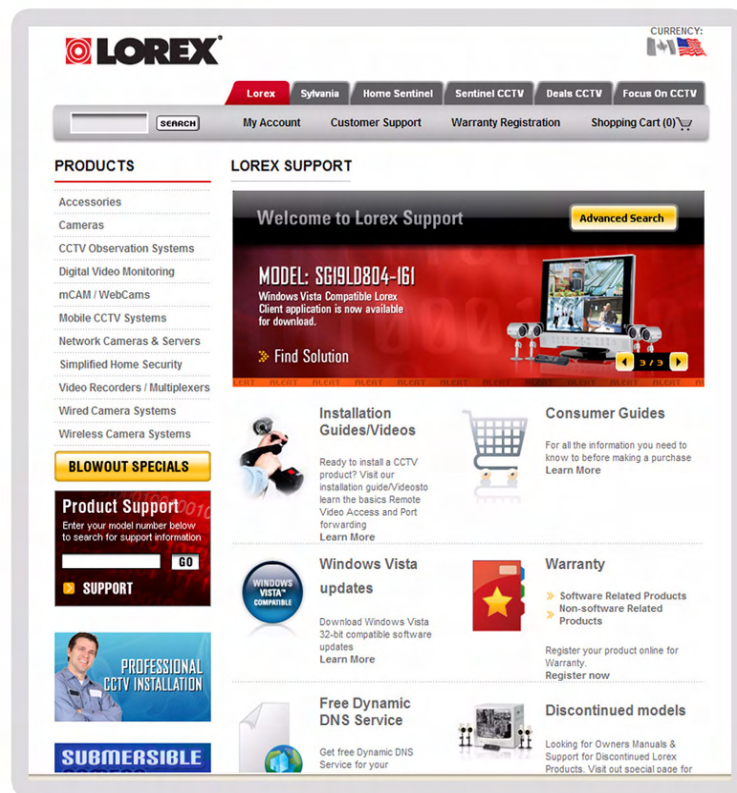 CURRENCY:
LOREX
Lorex
Sylvania
Home Sentinel
Sentinel CCTV
Deals CCTV
Focus On CCTV
SEARCH
My Account
Customer Support
Warranty Registration
Shopping Cart (0)
PRODUCTS
Accessories
Cameras
CCTV Observation Systems
Digital Video Monitoring
mCAM / WebCams
Mobile CCTV Systems
Network Cameras & Servers
Simplified Home Security
Video Recorders / Multiplexers
Wired Camera Systems
Wireless Camera Systems
BLOWOUT SPECIALS
Product Support
Enter your model number below
to search for support information
GO
SUPPORT
PROFESSIONAL
CCTV INSTALLATION
SUBMERSIBLE
LOREX SUPPORT
Welcome to Lorex Support
Advanced Search
MODEL: SG19LD804-161
Windows Vista Compatible Lorex
Client application is now available
for download.
Find Solution
3 / 3
ALERT ALERT ALERT ALERT ALERT ALERT ALERT ALERT
Installation
Guides/Videos
Ready to install a CCTV
product? Visit our
installation guide/Videosto
learn the basics Remote
Video Access and Port
forwarding
Learn More
Consumer Guides
For all the information you need to
know to before making a purchase
Learn More
WINDOWS
VISTA™
COMPATIBLE
Windows Vista
updates
Download Windows Vista
32-bit compatible software
updates
Learn More
Warranty
Software Related Products
Non-software Related
Products
Register your product online for
Warranty.
Register now
Free Dynamic
DNS Service
Get free Dynamic DNS
Service for your
Discontinued models
Looking for Owners Manuals &
Support for Discontinued Lorex
Products. Visit out special page for